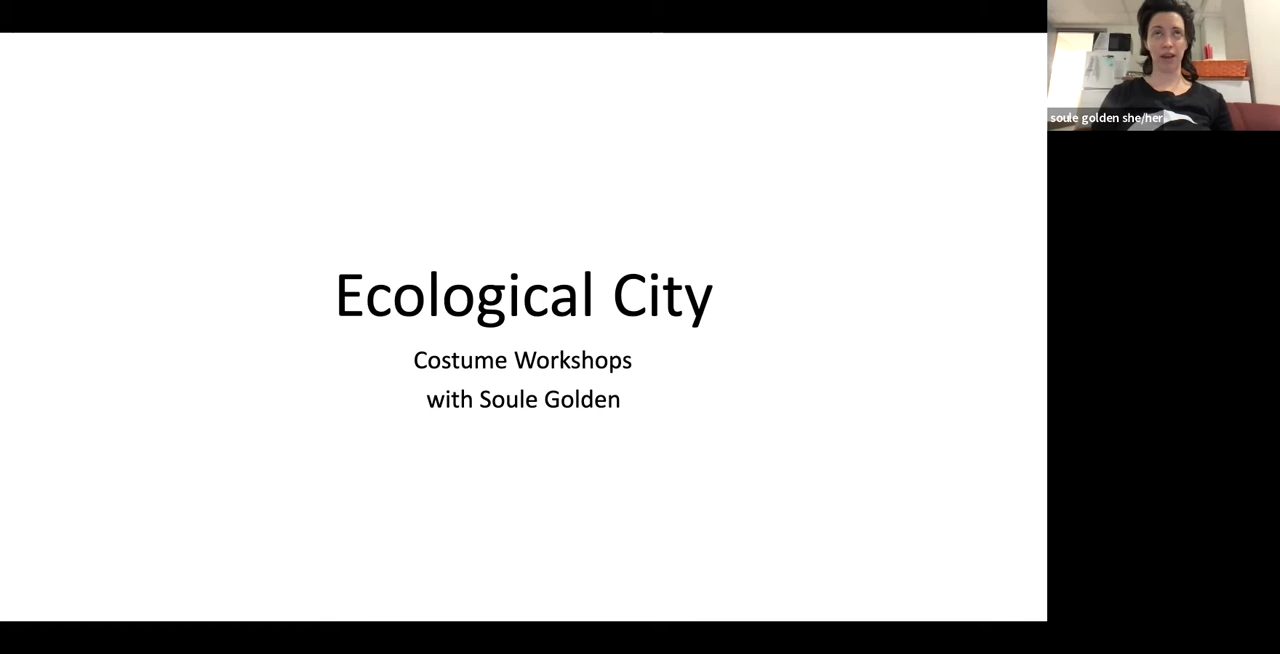 Ecological City
Costume Workshops
with Soule Golden
soule golden she/her